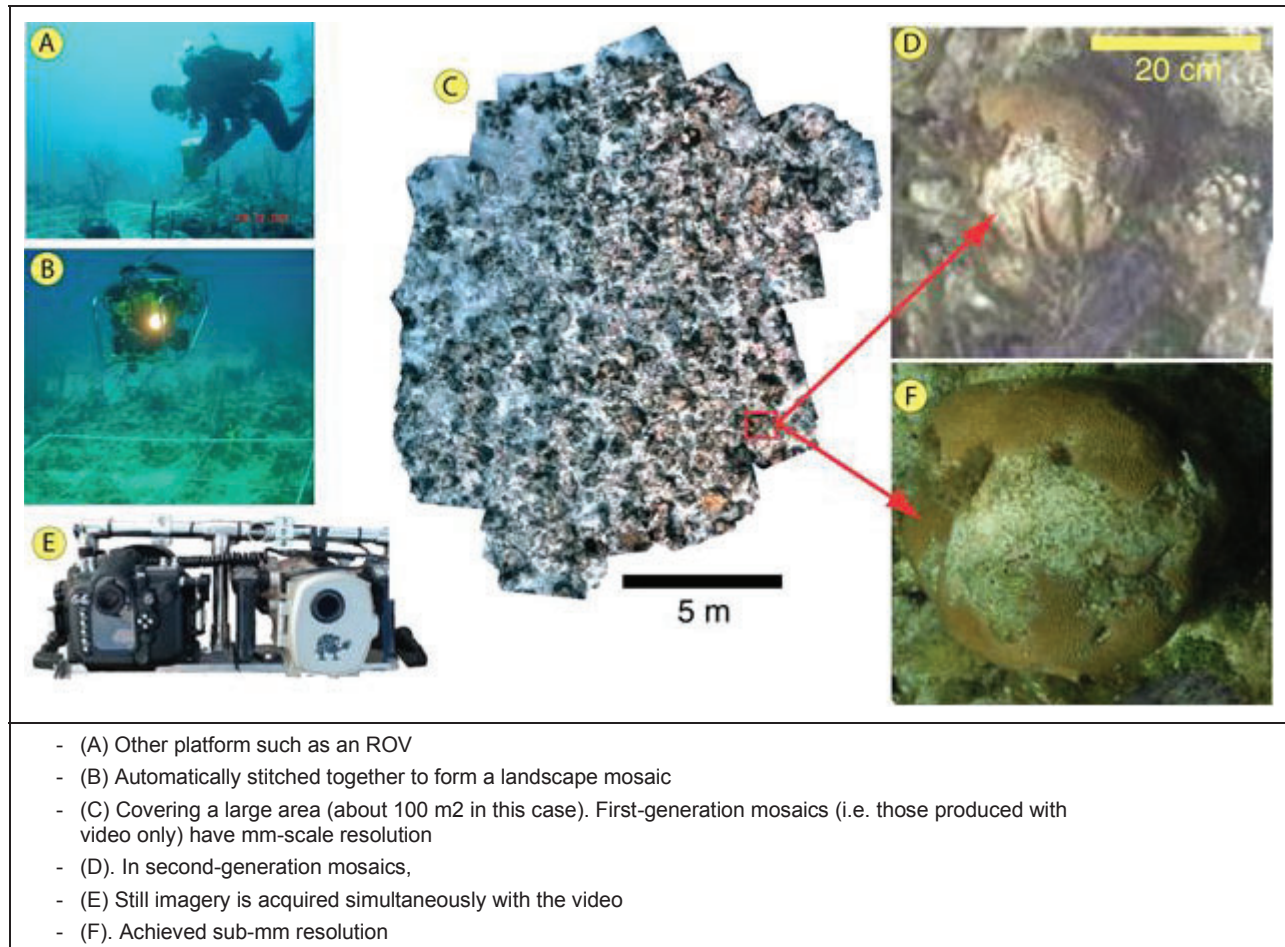 A
B
C
D
20 cm
E
F
5 m
- (A) Other platform such as an ROV
- (B) Automatically stitched together to form a landscape mosaic
- (C) Covering a large area (about 100 m2 in this case). First-generation mosaics (i.e. those produced with
video only) have mm-scale resolution
- (D). In second-generation mosaics,
- (E) Still imagery is acquired simultaneously with the video
- (F). Achieved sub-mm resolution